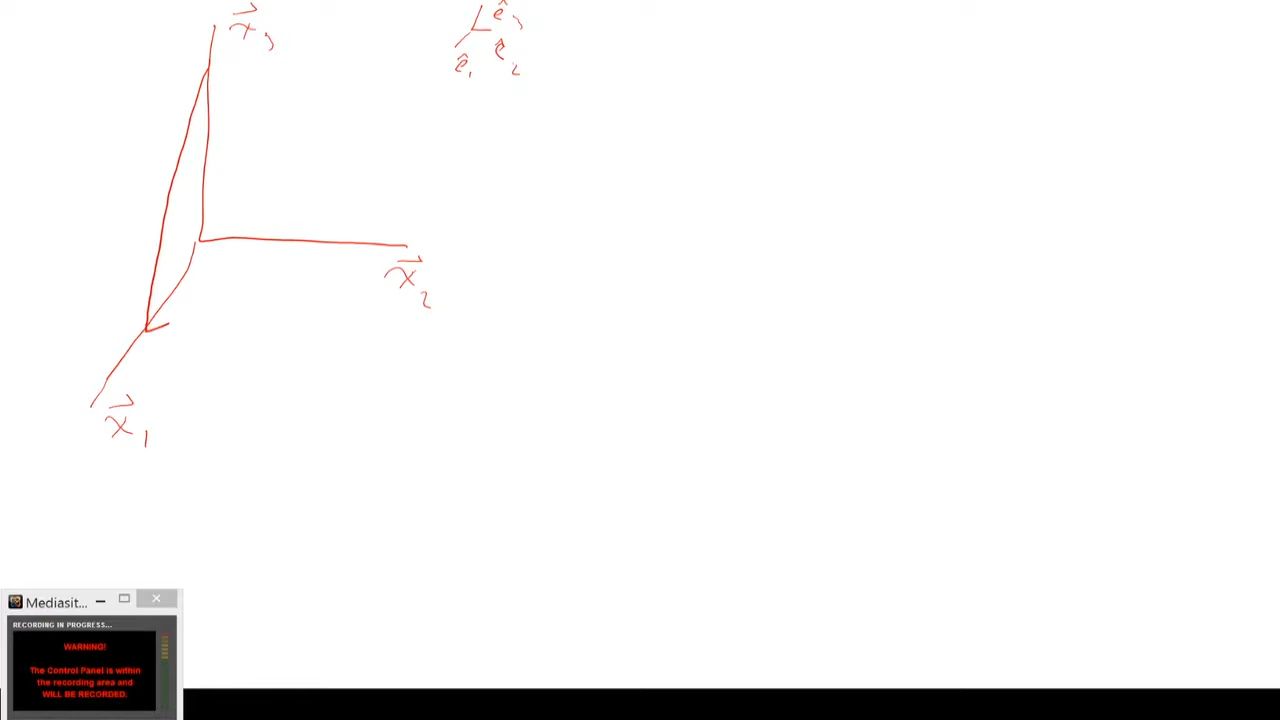 x⃗₃
ê₃
ê₂
ê₁
x⃗₂
x⃗₁
Mediasit...
RECORDING IN PROGRESS...
WARNING!
The Control Panel is within
the recording area and
WILL BE RECORDED.